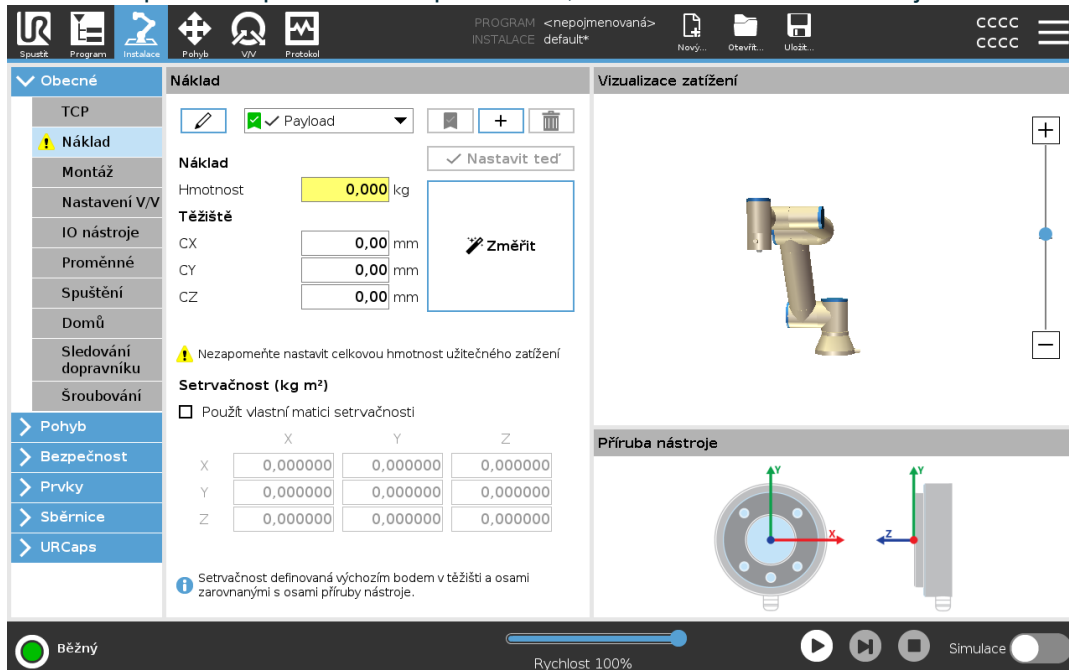 PROGRAM <nepojmenovaná>
INSTALACE default*
UR
Spustit Program Instalace Pohyb V/V Protokol
Nový... Otevřít... Uložit...
CCCC
CCCC
Obecné
TCP
Náklad
Montáž
Nastavení V/V
IO nástroje
Proměnné
Spuštění
Domů
Sledování
dopravníku
Šroubování
Pohyb
Bezpečnost
Prvky
Sběrnice
URCaps
Náklad
Payload
+
Nastavit teď
Náklad
Hmotnost 0,000 kg
Těžiště
CX 0,00 mm
CY 0,00 mm
CZ 0,00 mm
Změřit
Nezapomeňte nastavit celkovou hmotnost užitečného zatížení
Setrvačnost (kg m²)
Použít vlastní matici setrvačnosti
X Y Z
X 0,000000 0,000000 0,000000
Y 0,000000 0,000000 0,000000
Z 0,000000 0,000000 0,000000
Setrvačnost definovaná výchozím bodem v těžišti a osami
zarovnanými s osami příruby nástroje.
Vizualizace zatížení
Příruba nástroje
Y
X
Y
Z
Běžný
Rychlost 100%
Simulace